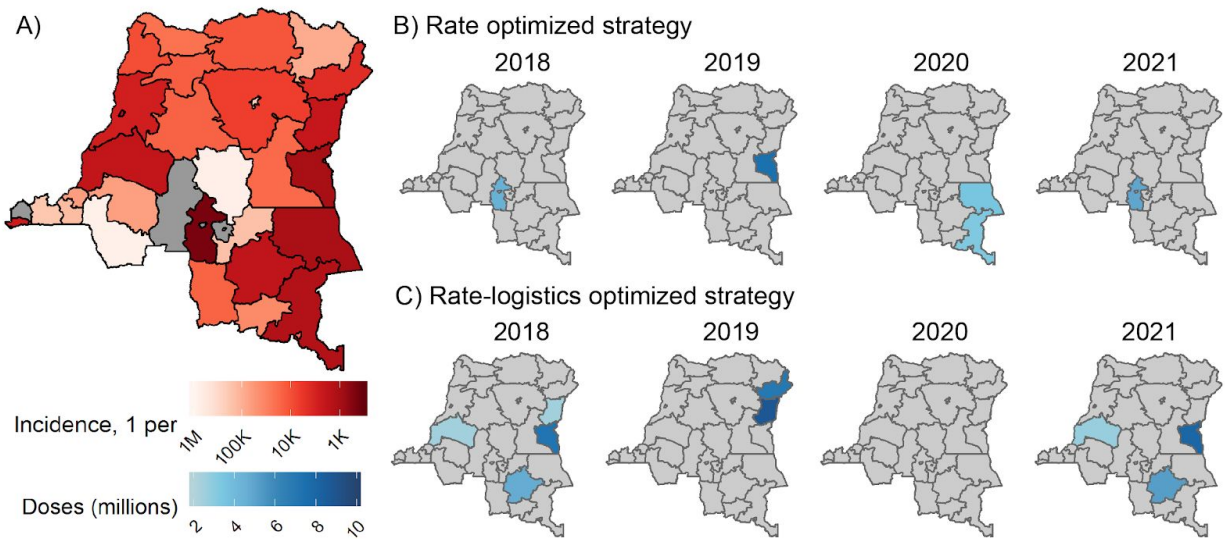 A)
B) Rate optimized strategy
2018 2019 2020 2021
C) Rate-logistics optimized strategy
2018 2019 2020 2021
Incidence, 1 per
1M 100K 10K 1K
Doses (millions)
2 4 6 8 10